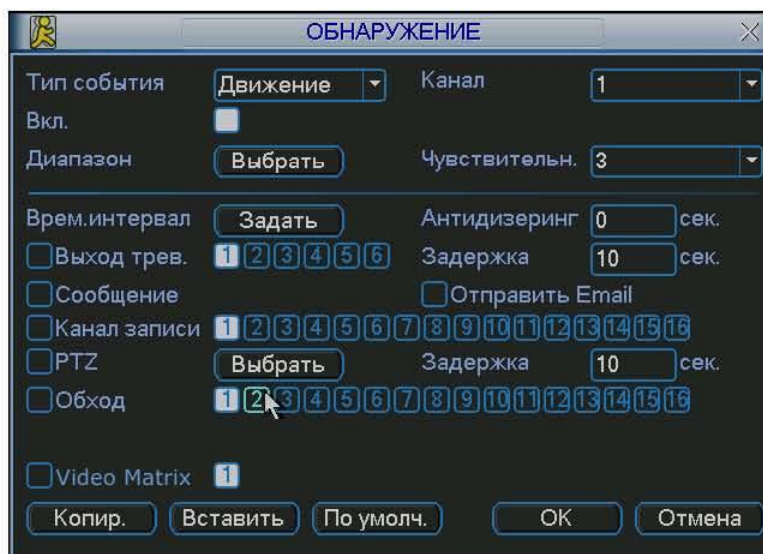 ОБНАРУЖЕНИЕ
Тип события Движение Канал 1
Вкл.
Диапазон Выбрать Чувствительн. 3
Врем.интервал Задать Антидизеринг 0 сек.
Выход трев. 1 2 3 4 5 6 Задержка 10 сек.
Сообщение Отправить Email
Канал записи 1 2 3 4 5 6 7 8 9 10 11 12 13 14 15 16
PTZ Выбрать Задержка 10 сек.
Обход 1 2 3 4 5 6 7 8 9 10 11 12 13 14 15 16
Video Matrix 1
Копир. Вставить По умолч. OK Отмена